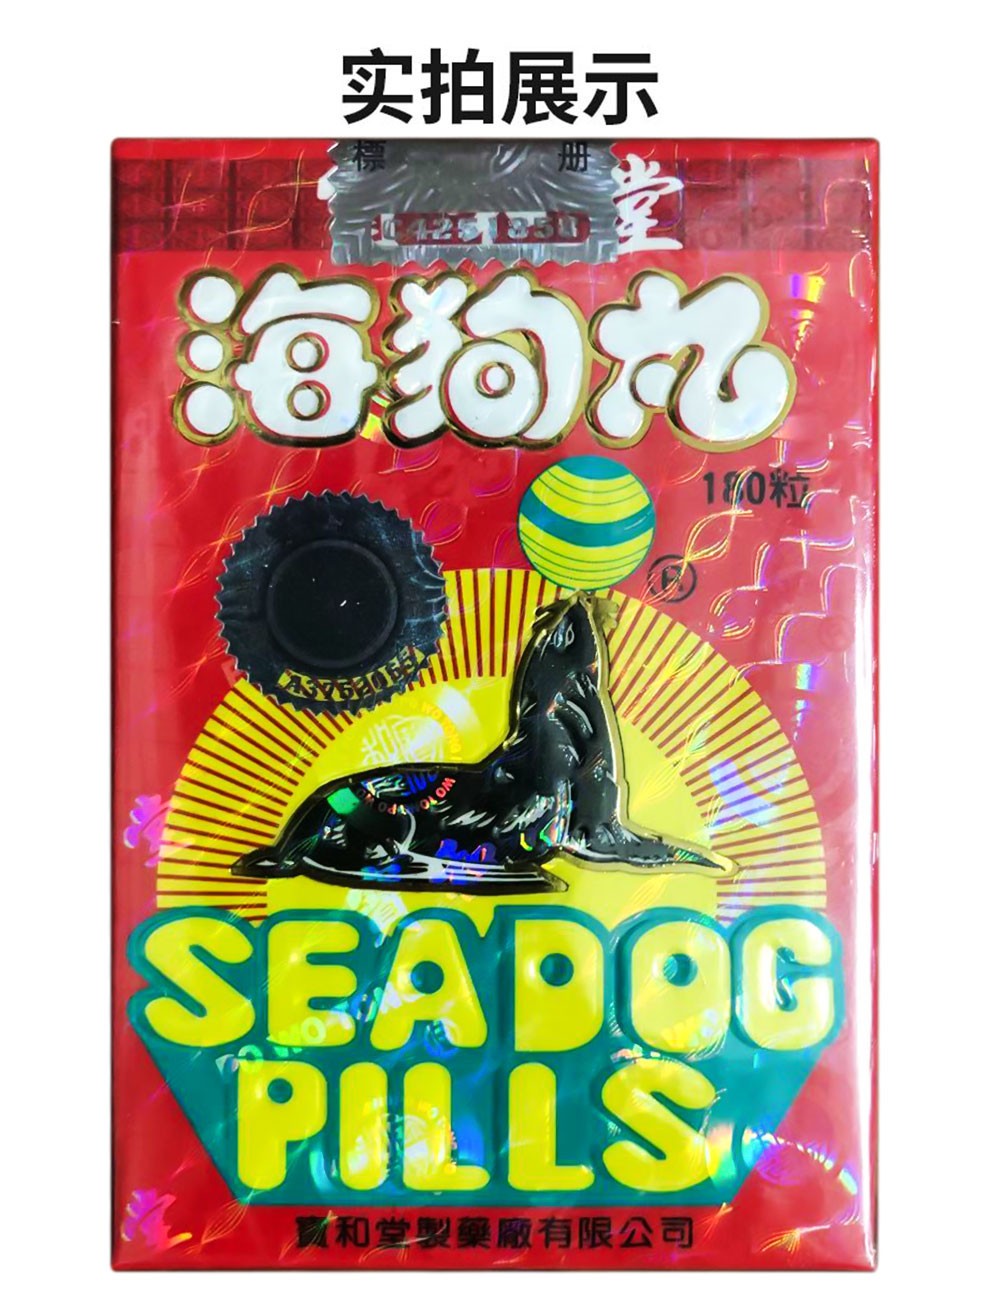 实拍展示
標 册
堂
海狗丸
180粒
®
SEADOG
PILLS
寶和堂製藥廠有限公司